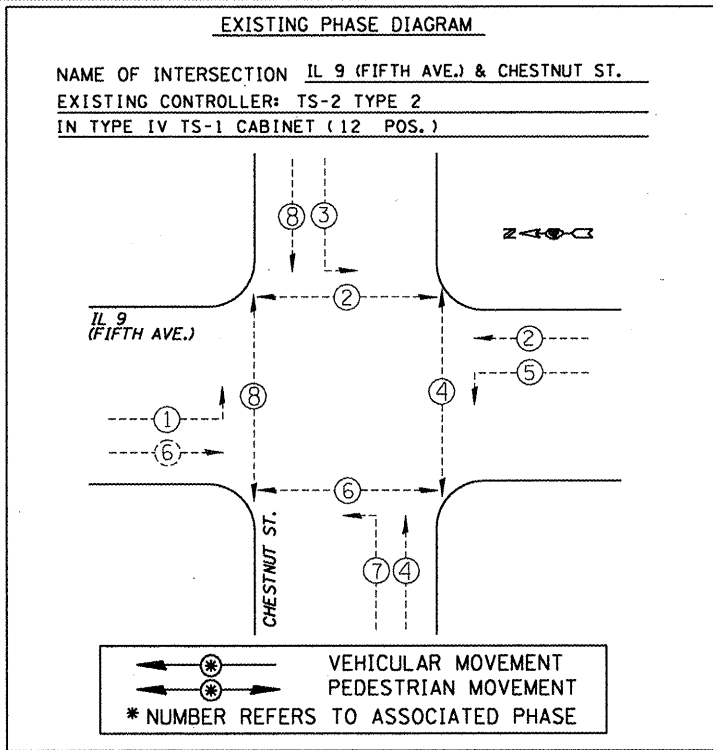 EXISTING PHASE DIAGRAM
NAME OF INTERSECTION IL 9 (FIFTH AVE.) & CHESTNUT ST.
EXISTING CONTROLLER: TS-2 TYPE 2
IN TYPE IV TS-1 CABINET (12 POS.)
8 3
N
2
IL 9
(FIFTH AVE.)
2
5
8 4
1
6
6
CHESTNUT ST.
7 4
* VEHICULAR MOVEMENT
* PEDESTRIAN MOVEMENT
* NUMBER REFERS TO ASSOCIATED PHASE